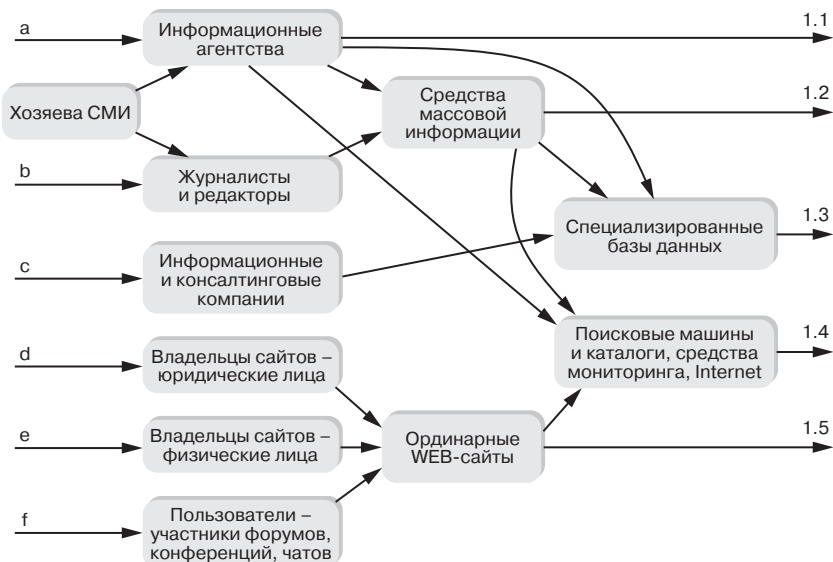 a
Информационные
агентства
1.1
Хозяева СМИ
Средства
массовой
информации
1.2
b
Журналисты
и редакторы
Специализированные
базы данных
1.3
c
Информационные
и консалтинговые
компании
Поисковые машины
и каталоги, средства
мониторинга, Internet
1.4
d
Владельцы сайтов –
юридические лица
e
Владельцы сайтов –
физические лица
Ординарные
WEB-сайты
1.5
f
Пользователи –
участники форумов,
конференций, чатов